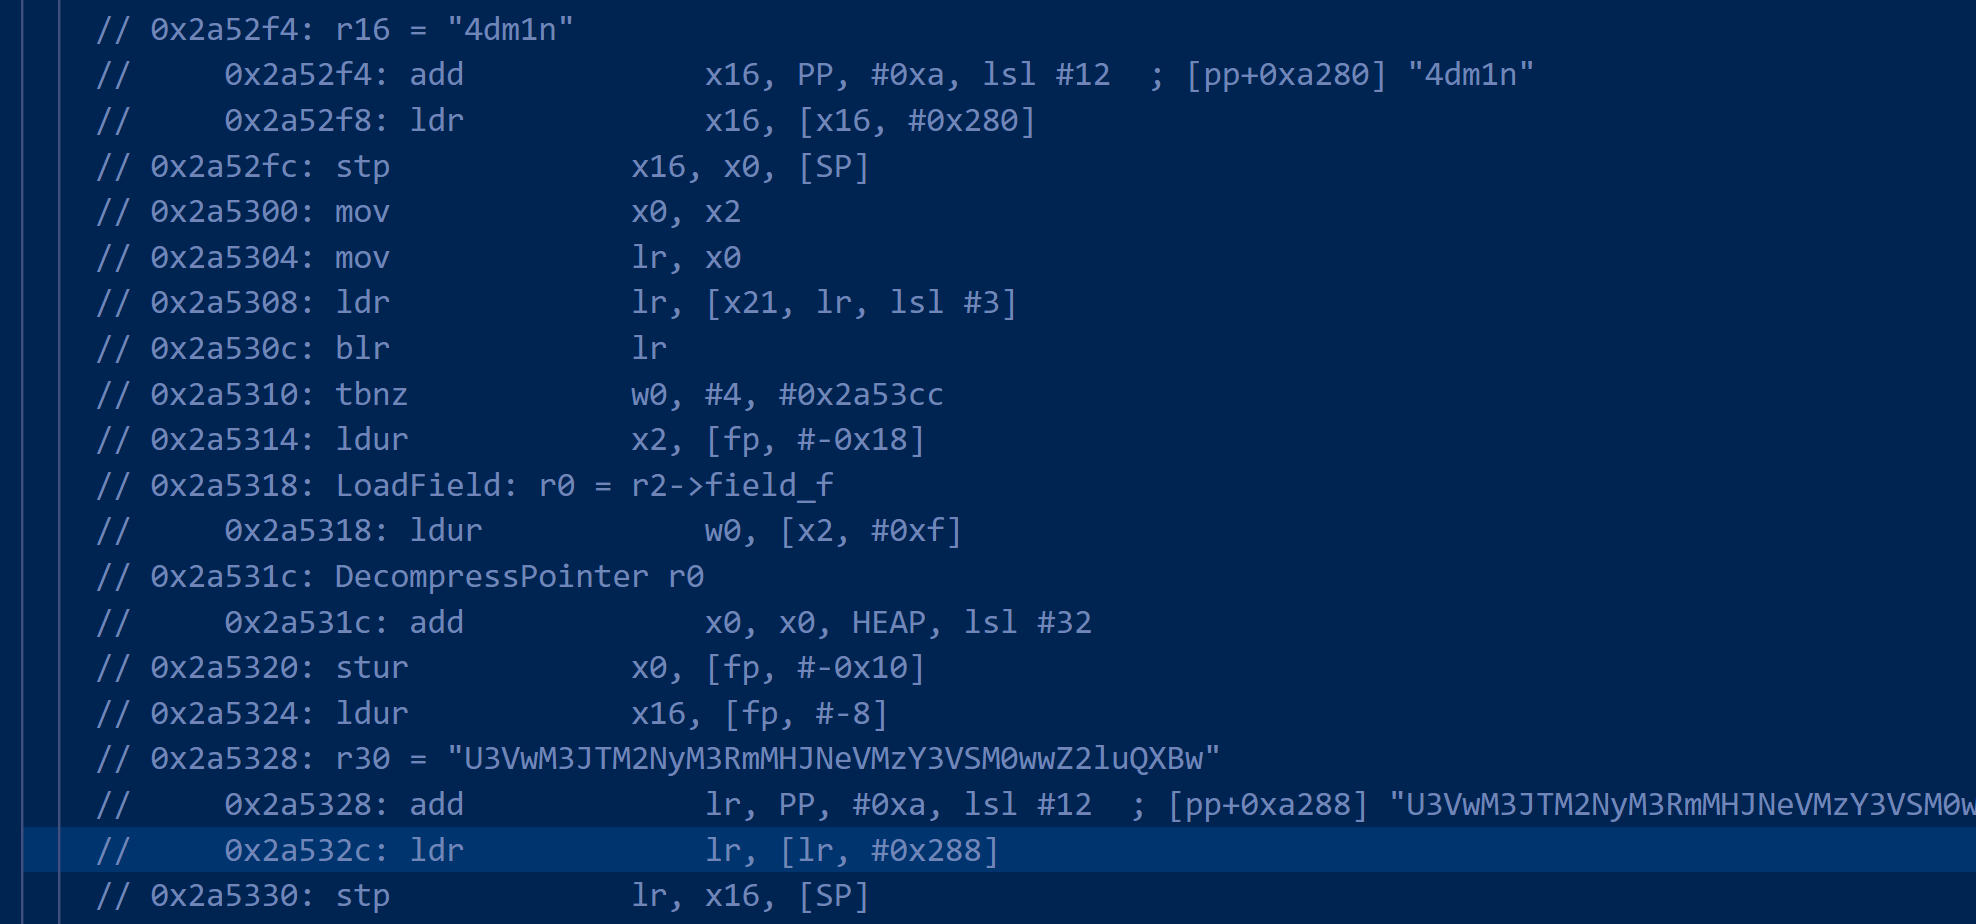 // 0x2a52f4: r16 = "4dm1n"
//     0x2a52f4: add             x16, PP, #0xa, lsl #12  ; [pp+0xa280] "4dm1n"
//     0x2a52f8: ldr             x16, [x16, #0x280]
// 0x2a52fc: stp             x16, x0, [SP]
// 0x2a5300: mov             x0, x2
// 0x2a5304: mov             lr, x0
// 0x2a5308: ldr             lr, [x21, lr, lsl #3]
// 0x2a530c: blr             lr
// 0x2a5310: tbnz            w0, #4, #0x2a53cc
// 0x2a5314: ldur            x2, [fp, #-0x18]
// 0x2a5318: LoadField: r0 = r2->field_f
//     0x2a5318: ldur            w0, [x2, #0xf]
// 0x2a531c: DecompressPointer r0
//     0x2a531c: add             x0, x0, HEAP, lsl #32
// 0x2a5320: stur            x0, [fp, #-0x10]
// 0x2a5324: ldur            x16, [fp, #-8]
// 0x2a5328: r30 = "U3VwM3JTM2NyM3RmMHJNeVMzY3VSM0wwZ2luQXBw"
//     0x2a5328: add             lr, PP, #0xa, lsl #12  ; [pp+0xa288] "U3VwM3JTM2NyM3RmMHJNeVMzY3VSM0w
//     0x2a532c: ldr             lr, [lr, #0x288]
// 0x2a5330: stp             lr, x16, [SP]